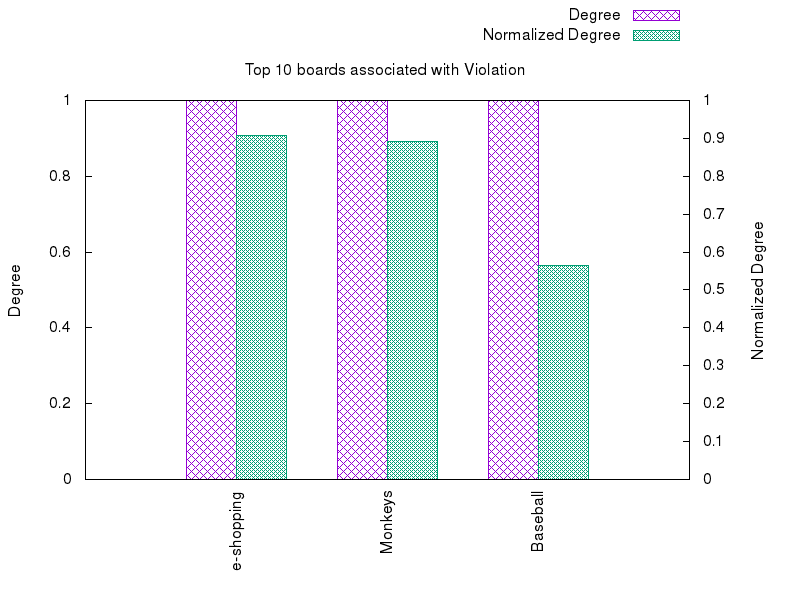 Degree
Normalized Degree
Top 10 boards associated with Violation
1
0.8
0.6
0.4
0.2
0
Degree
1
0.9
0.8
0.7
0.6
0.5
0.4
0.3
0.2
0.1
0
Normalized Degree
e-shopping
Monkeys
Baseball